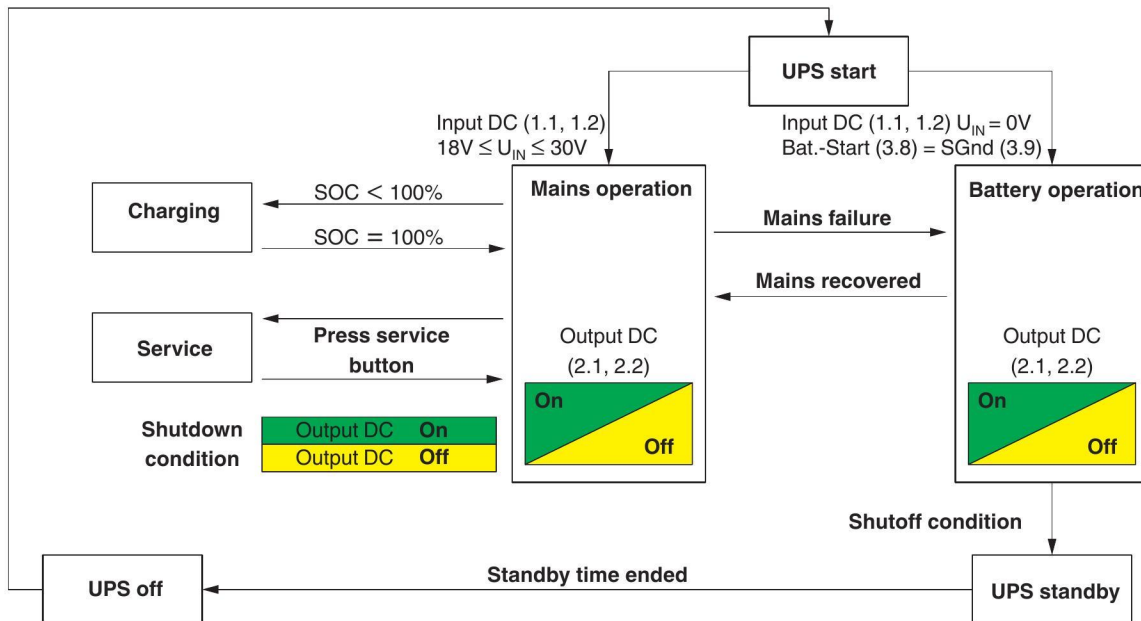 UPS start
Input DC (1.1, 1.2)
18V ≤ U_IN ≤ 30V
Input DC (1.1, 1.2) U_IN = 0V
Bat.-Start (3.8) = SGnd (3.9)
Charging
SOC < 100%
SOC = 100%
Mains operation
Mains failure
Mains recovered
Battery operation
Service
Press service
button
Output DC
(2.1, 2.2)
On
Off
Output DC
(2.1, 2.2)
On
Off
Shutdown
condition
Output DC On
Output DC Off
Shutoff condition
UPS off
Standby time ended
UPS standby